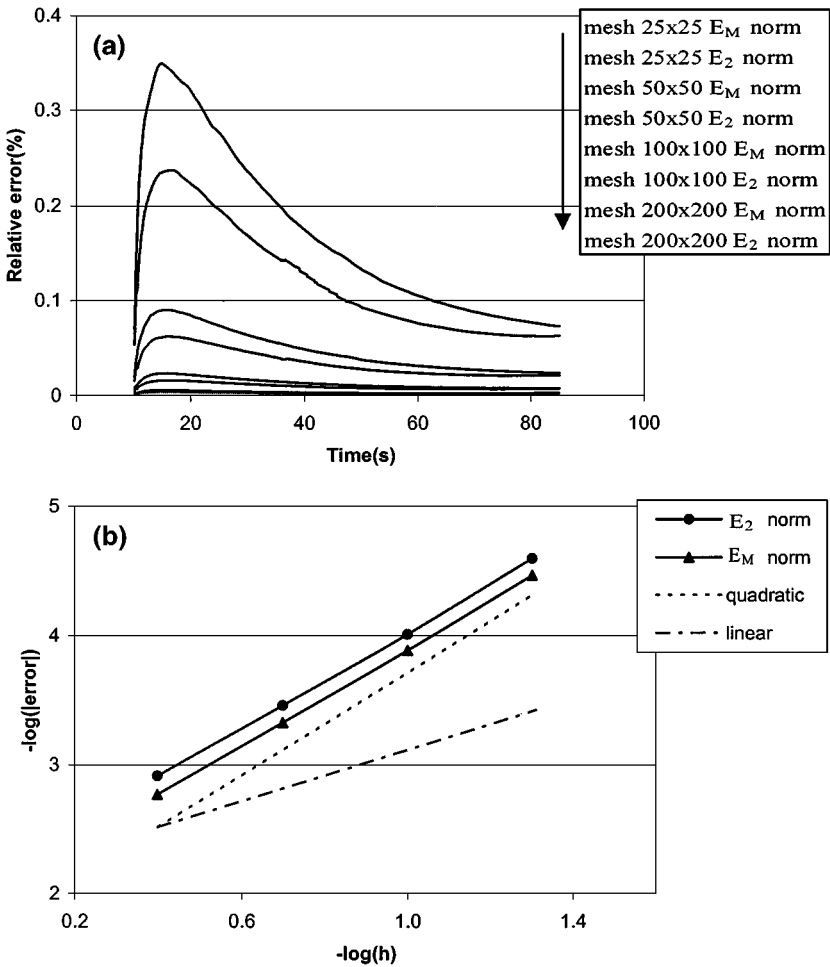 (a)
0.4
0.3
0.2
0.1
0
Relative error(%)
0
20
40
60
80
100
Time(s)
mesh 25x25 E_M norm
mesh 25x25 E_2 norm
mesh 50x50 E_M norm
mesh 50x50 E_2 norm
mesh 100x100 E_M norm
mesh 100x100 E_2 norm
mesh 200x200 E_M norm
mesh 200x200 E_2 norm
(b)
5
4
3
2
-log(|error|)
0.2
0.6
1.0
1.4
-log(h)
E_2 norm
E_M norm
quadratic
linear